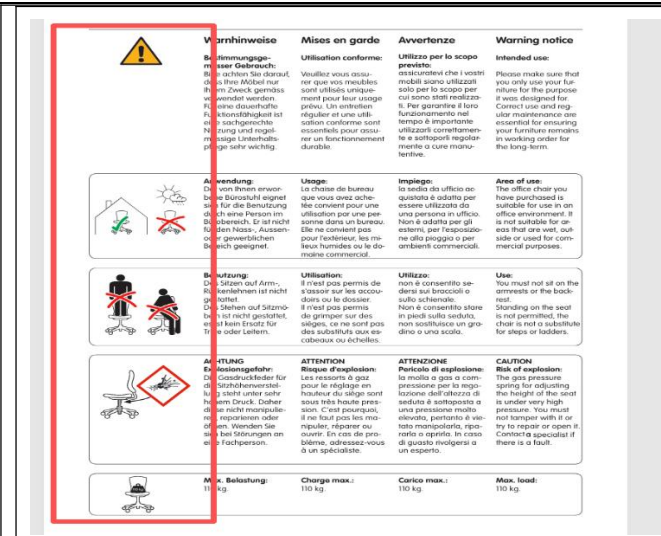 Warnhinweise
Bestimmungsge-
mässer Gebrauch:
Bitte achten Sie darauf,
dass Ihre Möbel nur
Ihrem Zweck gemäss
verwendet werden.
Für eine dauerhafte
Funktionsfähigkeit ist
eine sachgerechte
Nutzung und regel-
mässige Unterhalts-
pflege sehr wichtig.
Mises en garde
Utilisation conforme:
Veuillez vous assu-
rer que vos meubles
sont utilisés unique-
ment pour leur usage
prévu. Un entretien
régulier et une utili-
sation conforme sont
essentiels pour assu-
rer un fonctionnement
durable.
Avvertenze
Utilizzo per lo scopo
previsto:
assicuratevi che i vostri
mobili siano utilizzati
solo per lo scopo per
cui sono stati realizza-
ti. Per garantire il loro
funzionamento nel
tempo è importante
utilizzarli correttamen-
te e sottoporli regolar-
mente a cure manu-
tentive.
Warning notice
Intended use:
Please make sure that
you only use your fur-
niture for the purpose
it was designed for.
Correct use and reg-
ular maintenance are
essential for ensuring
your furniture remains
in working order for
the long-term.
Anwendung:
Der von Ihnen erwor-
bene Bürostuhl eignet
sich für die Benutzung
durch eine Person im
Bürobereich. Er ist nicht
für den Nass-, Aussen-
oder gewerblichen
Bereich geeignet.
Usage:
La chaise de bureau
que vous avez ache-
tée convient pour une
utilisation par une per-
sonne dans un bureau.
Elle ne convient pas
pour l'extérieur, les mi-
lieux humides ou le do-
maine commercial.
Impiego:
la sedia da ufficio ac-
quistata è adatta per
essere utilizzata da
una persona in ufficio.
Non è adatta per gli
esterni, per l'esposizio-
ne alla pioggia o per
ambienti commerciali.
Area of use:
The office chair you
have purchased is
suitable for use in an
office environment. It
is not suitable for ar-
eas that are wet, out-
side or used for com-
mercial purposes.
Benutzung:
Das Sitzen auf Arm-,
Rückenlehnen ist nicht
gestattet.
Das Stehen auf Sitzmö-
beln ist nicht gestattet,
es ist kein Ersatz für
Tritte oder Leitern.
Utilisation:
Il n'est pas permis de
s'assoir sur les accou-
doirs ou le dossier.
Il n'est pas permis
de grimper sur des
sièges, ce ne sont pas
des substituts aux es-
cabeaux ou échelles.
Utilizzo:
non è consentito se-
dersi sui braccioli o
sullo schienale.
Non è consentito stare
in piedi sulla seduta,
non sostituisce un gra-
dino o una scala.
Use:
You must not sit on the
armrests or the back-
rest.
Standing on the seat
is not permitted, the
chair is not a substitute
for steps or ladders.
ACHTUNG
Explosionsgefahr:
Die Gasdruckfeder für
die Sitzhöhenverstel-
lung steht unter sehr
hohem Druck. Daher
diese nicht manipulie-
ren, reparieren oder
öffnen. Wenden Sie
sich bei Störungen an
eine Fachperson.
ATTENTION
Risque d'explosion:
Les ressorts à gaz
pour le réglage en
hauteur du siège sont
sous très haute pres-
sion. C'est pourquoi,
il ne faut pas les ma-
nipuler, réparer ou
ouvrir. En cas de pro-
blème, adressez-vous
à un spécialiste.
ATTENZIONE
Pericolo di esplosione:
la molla a gas a com-
pressione per la rego-
lazione dell'altezza di
seduta è sottoposta a
una pressione molto
elevata, pertanto è vie-
tato manipolarla, ripa-
rarla o aprirla. In caso
di guasto rivolgersi a
un esperto.
CAUTION
Risk of explosion:
The gas pressure
spring for adjusting
the height of the seat
under very high
pressure. You must
not tamper with it or
try to repair or open it.
Contact a specialist if
there is a fault.
Max. Belastung:
110 kg.
Charge max.:
110 kg.
Carico max.:
110 kg.
Max. load:
110 kg.